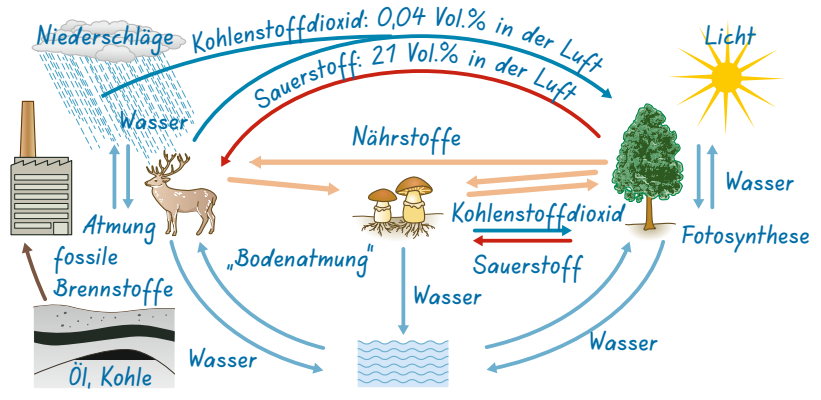 Niederschläge
Kohlenstoffdioxid: 0,04 Vol.% in der Luft
Licht
Sauerstoff: 21 Vol.% in der Luft
Wasser
Nährstoffe
Wasser
Kohlenstoffdioxid
Atmung
Fotosynthese
fossile
Brennstoffe
„Bodenatmung“
Sauerstoff
Wasser
Wasser
Wasser
Öl, Kohle